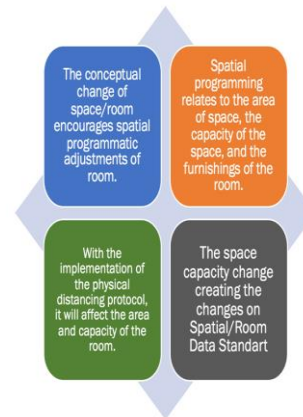 The conceptual
change of
space/room
encourages spatial
programmatic
adjustments of
room.
Spatial
programming
relates to the area
of space, the
capacity of the
space, and the
furnishings of the
room.
With the
implementation of
the physical
distancing protocol,
it will affect the area
and capacity of the
room.
The space
capacity change
creating the
changes on
Spatial/Room
Data Standart